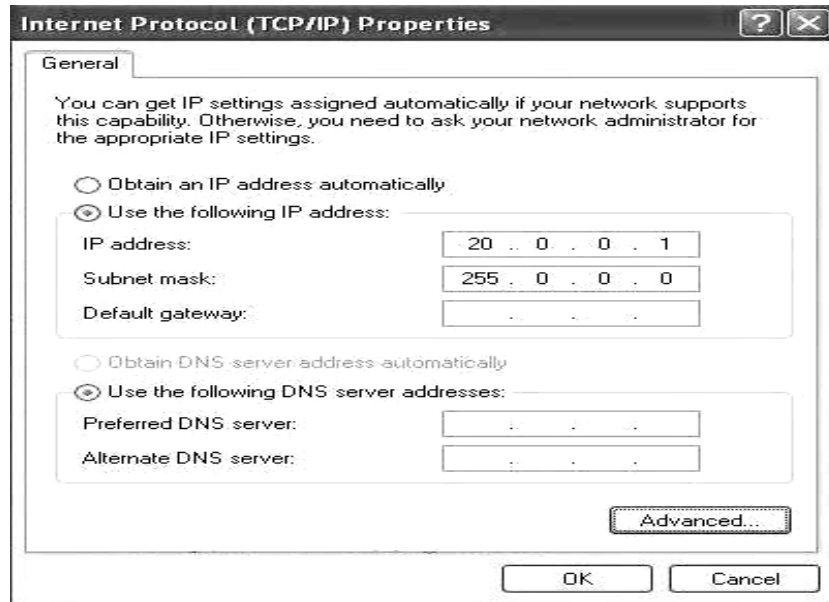 Internet Protocol (TCP/IP) Properties
General
You can get IP settings assigned automatically if your network supports
this capability. Otherwise, you need to ask your network administrator for
the appropriate IP settings.
Obtain an IP address automatically
Use the following IP address:
IP address: 20 . 0 . 0 . 1
Subnet mask: 255 . 0 . 0 . 0
Default gateway: . . .
Obtain DNS server address automatically
Use the following DNS server addresses:
Preferred DNS server: . . .
Alternate DNS server: . . .
Advanced...
OK Cancel